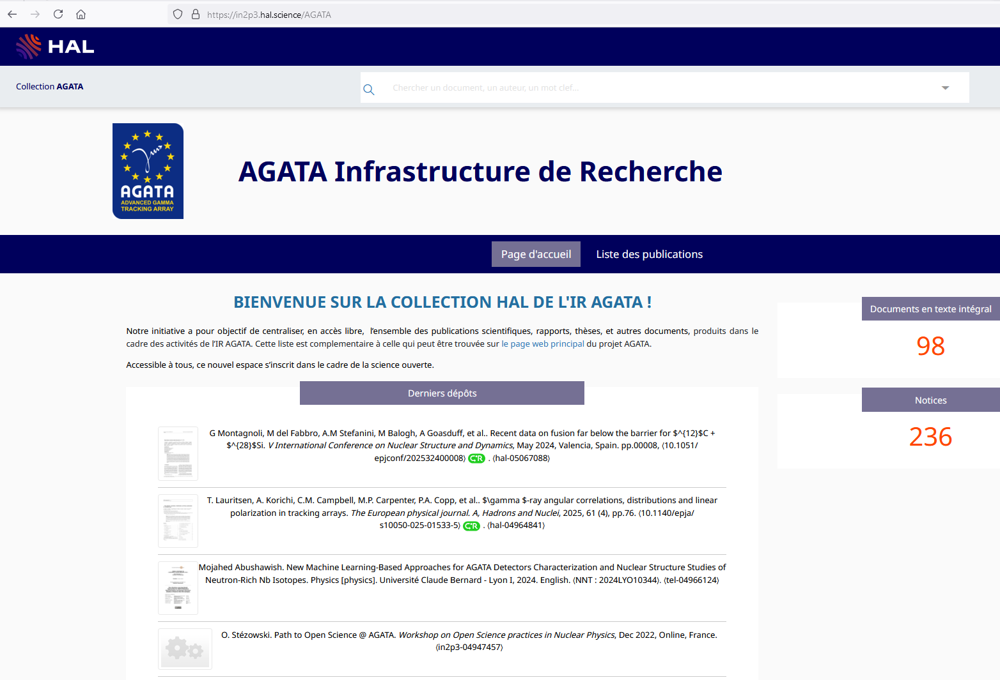 https://in2p3.hal.science/AGATA
HAL
Collection AGATA
Chercher un document, un auteur, un mot clef...
AGATA
ADVANCED GAMMA
TRACKING ARRAY
AGATA Infrastructure de Recherche
Page d'accueil
Liste des publications
BIENVENUE SUR LA COLLECTION HAL DE L'IR AGATA !
Notre initiative a pour objectif de centraliser, en accès libre, l’ensemble des publications scientifiques, rapports, thèses, et autres documents, produits dans le
cadre des activités de l’IR AGATA. Cette liste est complementaire à celle qui peut être trouvée sur le page web principal du projet AGATA.
Accessible à tous, ce nouvel espace s’inscrit dans le cadre de la science ouverte.
Derniers dépôts
G Montagnoli, M del Fabbro, A.M Stefanini, M Balogh, A Goasduff, et al.. Recent data on fusion far below the barrier for $^{12}$C +
$^{28}$Si. V International Conference on Nuclear Structure and Dynamics, May 2024, Valencia, Spain. pp.00008, ⟨10.1051/
epjconf/202532400008⟩ . ⟨hal-05067088⟩
T. Lauritsen, A. Korichi, C.M. Campbell, M.P. Carpenter, P.A. Copp, et al.. $\gamma $-ray angular correlations, distributions and linear
polarization in tracking arrays. The European physical journal. A, Hadrons and Nuclei, 2025, 61 (4), pp.76. ⟨10.1140/epja/
s10050-025-01533-5⟩ . ⟨hal-04964841⟩
Mojahed Abushawish. New Machine Learning-Based Approaches for AGATA Detectors Characterization and Nuclear Structure Studies of
Neutron-Rich Nb Isotopes. Physics [physics]. Université Claude Bernard - Lyon I, 2024. English. ⟨NNT : 2024LYO10344⟩. ⟨tel-04966124⟩
O. Stézowski. Path to Open Science @ AGATA. Workshop on Open Science practices in Nuclear Physics, Dec 2022, Online, France.
⟨in2p3-04947457⟩
Documents en texte intégral
98
Notices
236